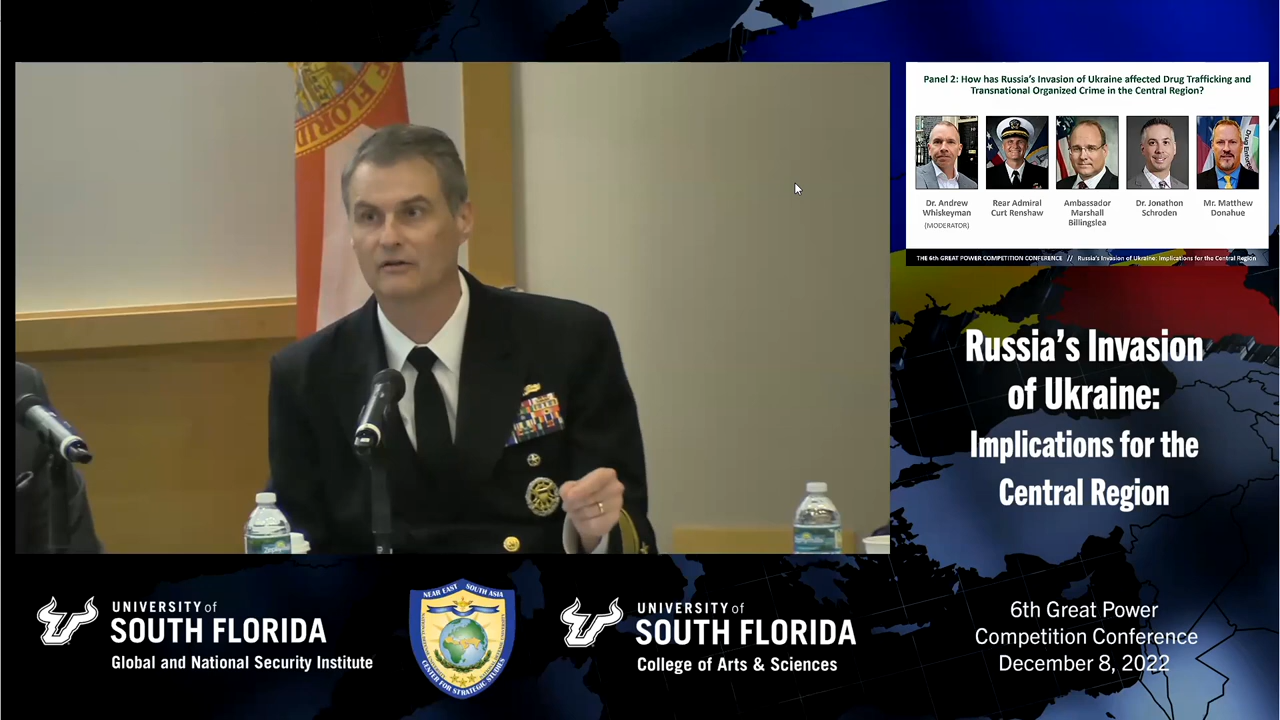 Panel 2: How has Russia's Invasion of Ukraine affected Drug Trafficking and
Transnational Organized Crime in the Central Region?
Dr. Andrew
Whiskeyman
(MODERATOR)
Rear Admiral
Curt Renshaw
Ambassador
Marshall
Billingslea
Dr. Jonathon
Schroden
Mr. Matthew
Donahue
THE 6th GREAT POWER COMPETITION CONFERENCE // Russia's Invasion of Ukraine: Implications for the Central Region
Russia's Invasion
of Ukraine:
Implications for the
Central Region
UNIVERSITY of
SOUTH FLORIDA
Global and National Security Institute
NEAR EAST SOUTH ASIA
CENTER FOR STRATEGIC STUDIES
UNIVERSITY of
SOUTH FLORIDA
College of Arts & Sciences
6th Great Power
Competition Conference
December 8, 2022